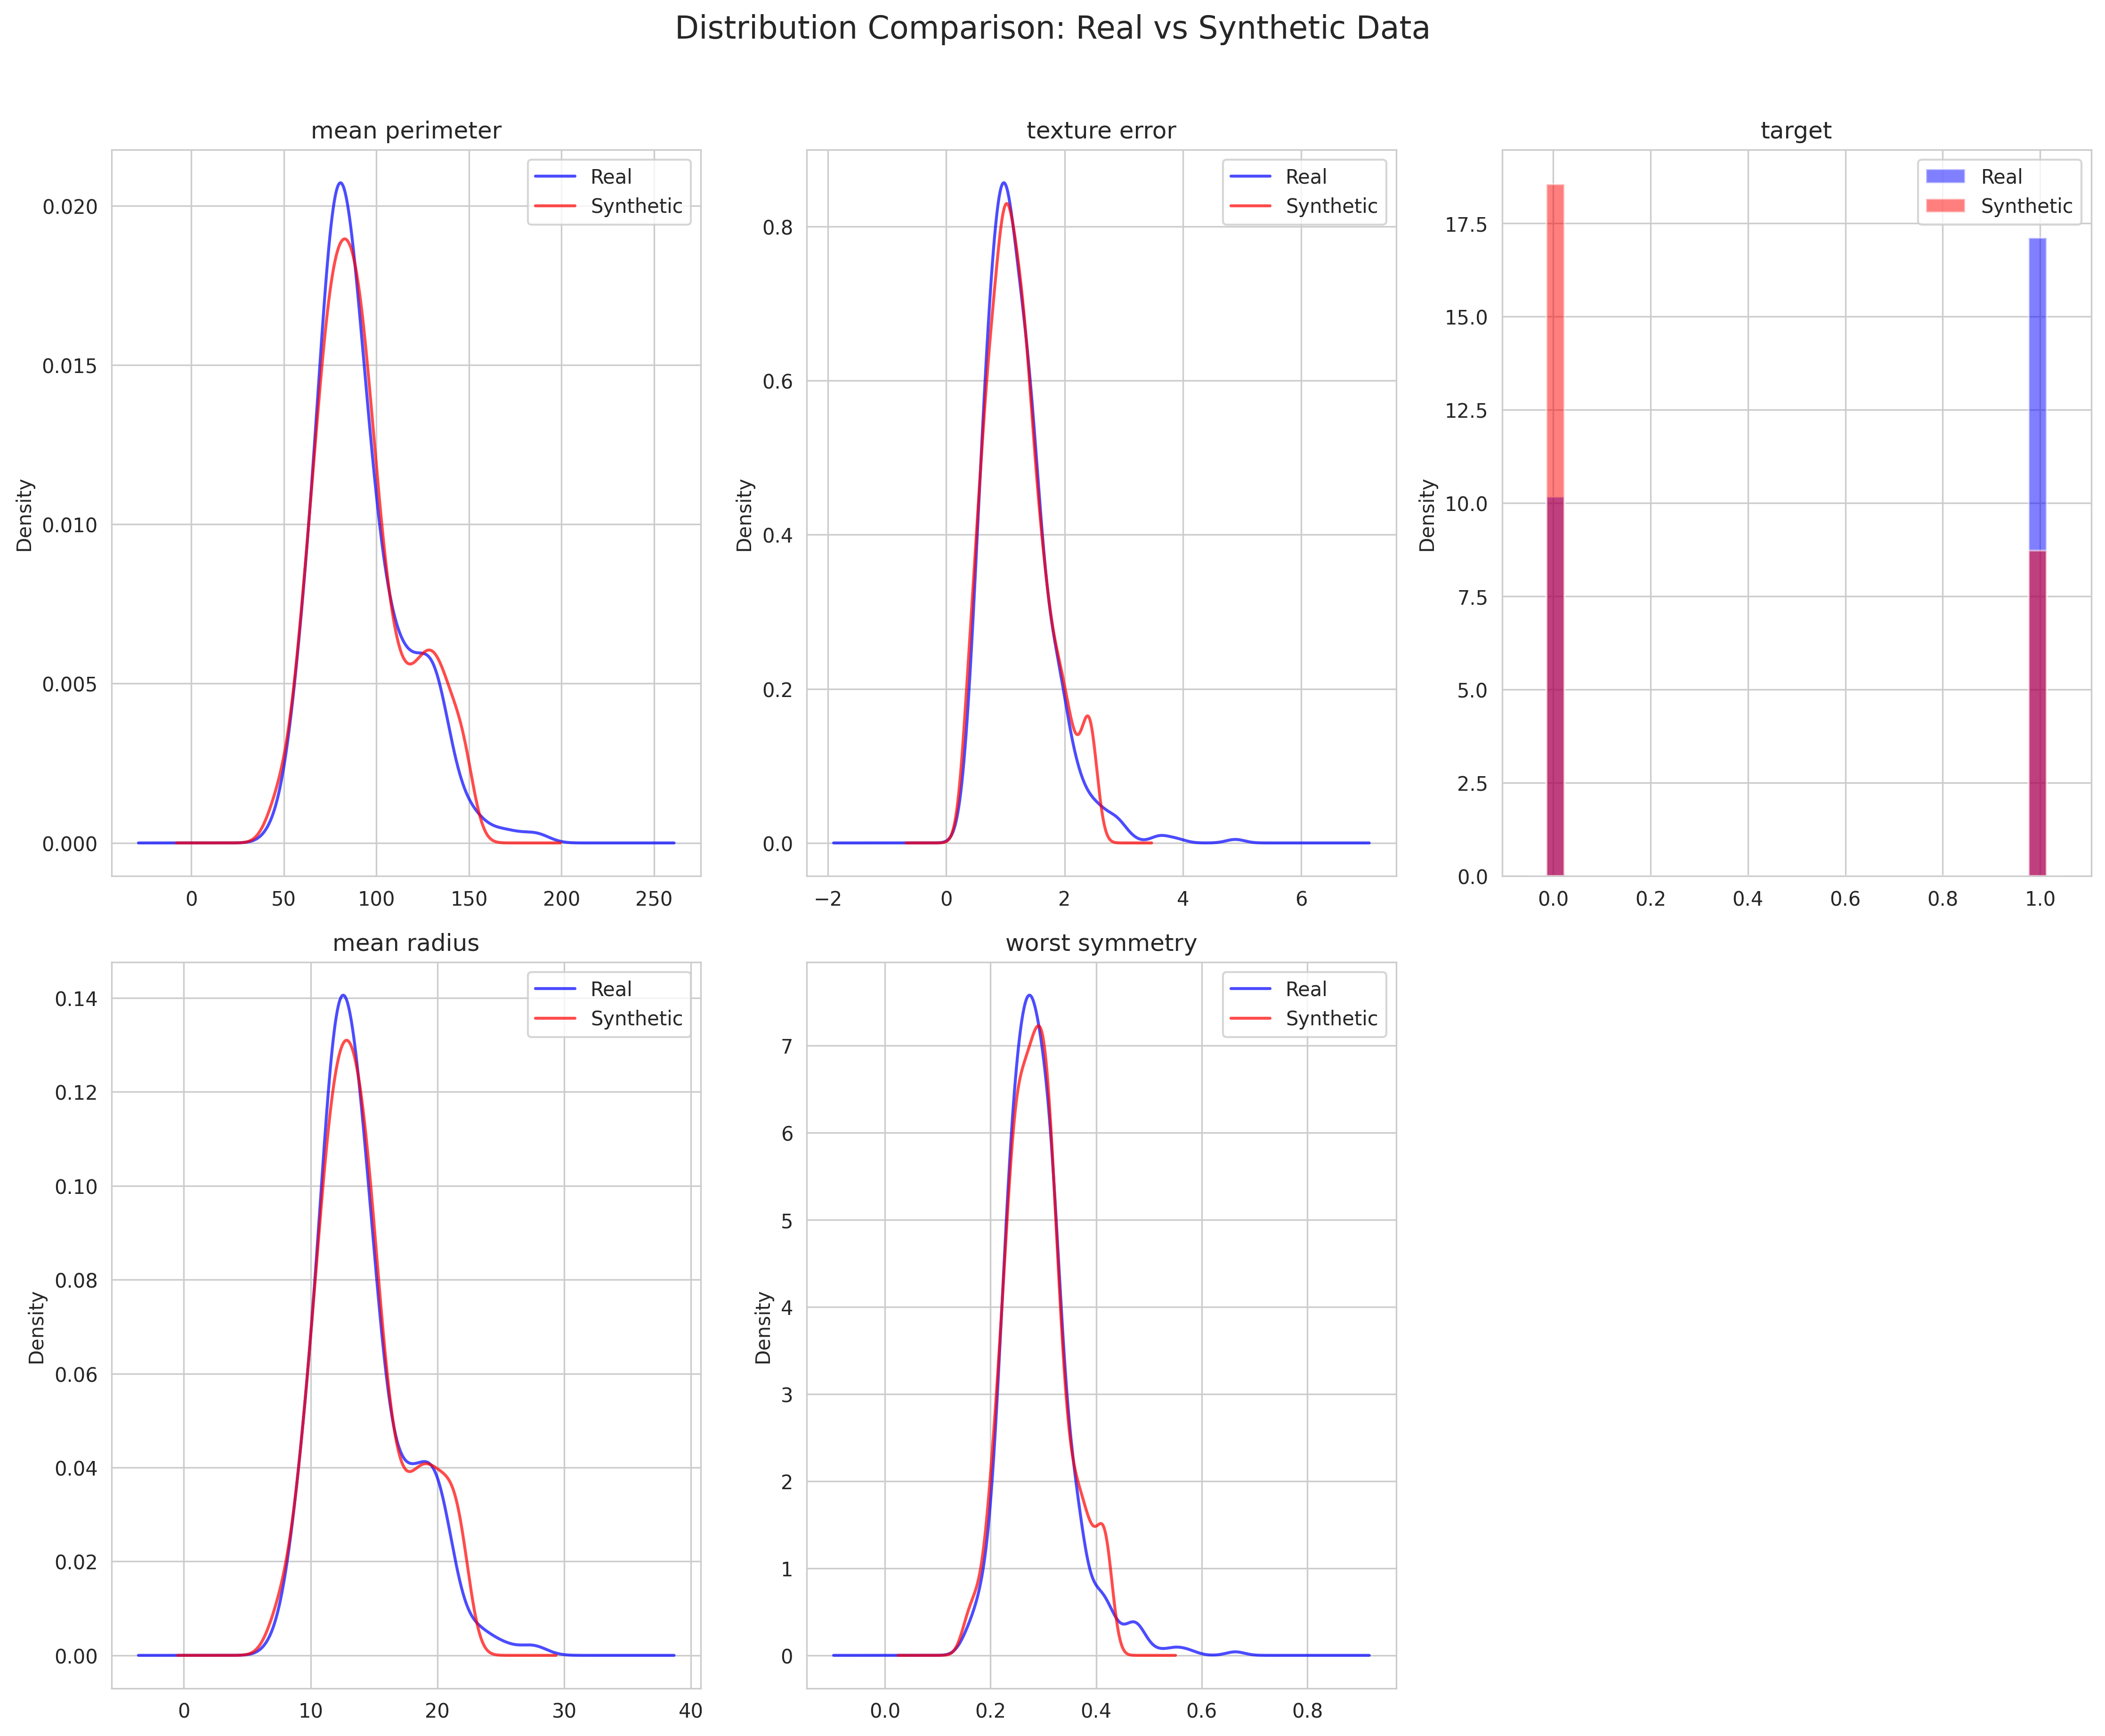 Distribution Comparison: Real vs Synthetic Data
mean perimeter
Real
Synthetic
Density
0.020
0.015
0.010
0.005
0.000
0 50 100 150 200 250
texture error
Real
Synthetic
Density
0.8
0.6
0.4
0.2
0.0
−2 0 2 4 6
target
Real
Synthetic
Density
17.5
15.0
12.5
10.0
7.5
5.0
2.5
0.0
0.0 0.2 0.4 0.6 0.8 1.0
mean radius
Real
Synthetic
Density
0.14
0.12
0.10
0.08
0.06
0.04
0.02
0.00
0 10 20 30 40
worst symmetry
Real
Synthetic
Density
7
6
5
4
3
2
1
0
0.0 0.2 0.4 0.6 0.8